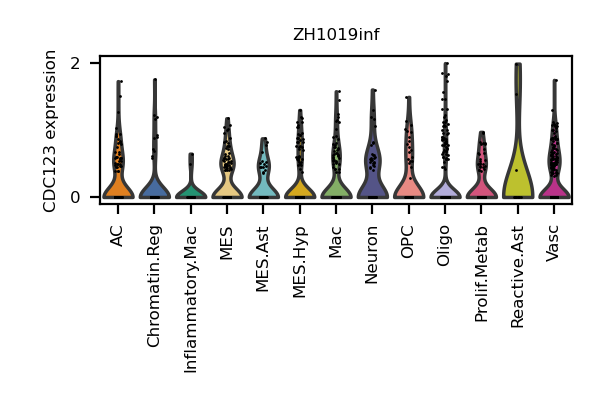 ZH1019inf
CDC123 expression
2
0
AC
Chromatin.Reg
Inflammatory.Mac
MES
MES.Ast
MES.Hyp
Mac
Neuron
OPC
Oligo
Prolif.Metab
Reactive.Ast
Vasc